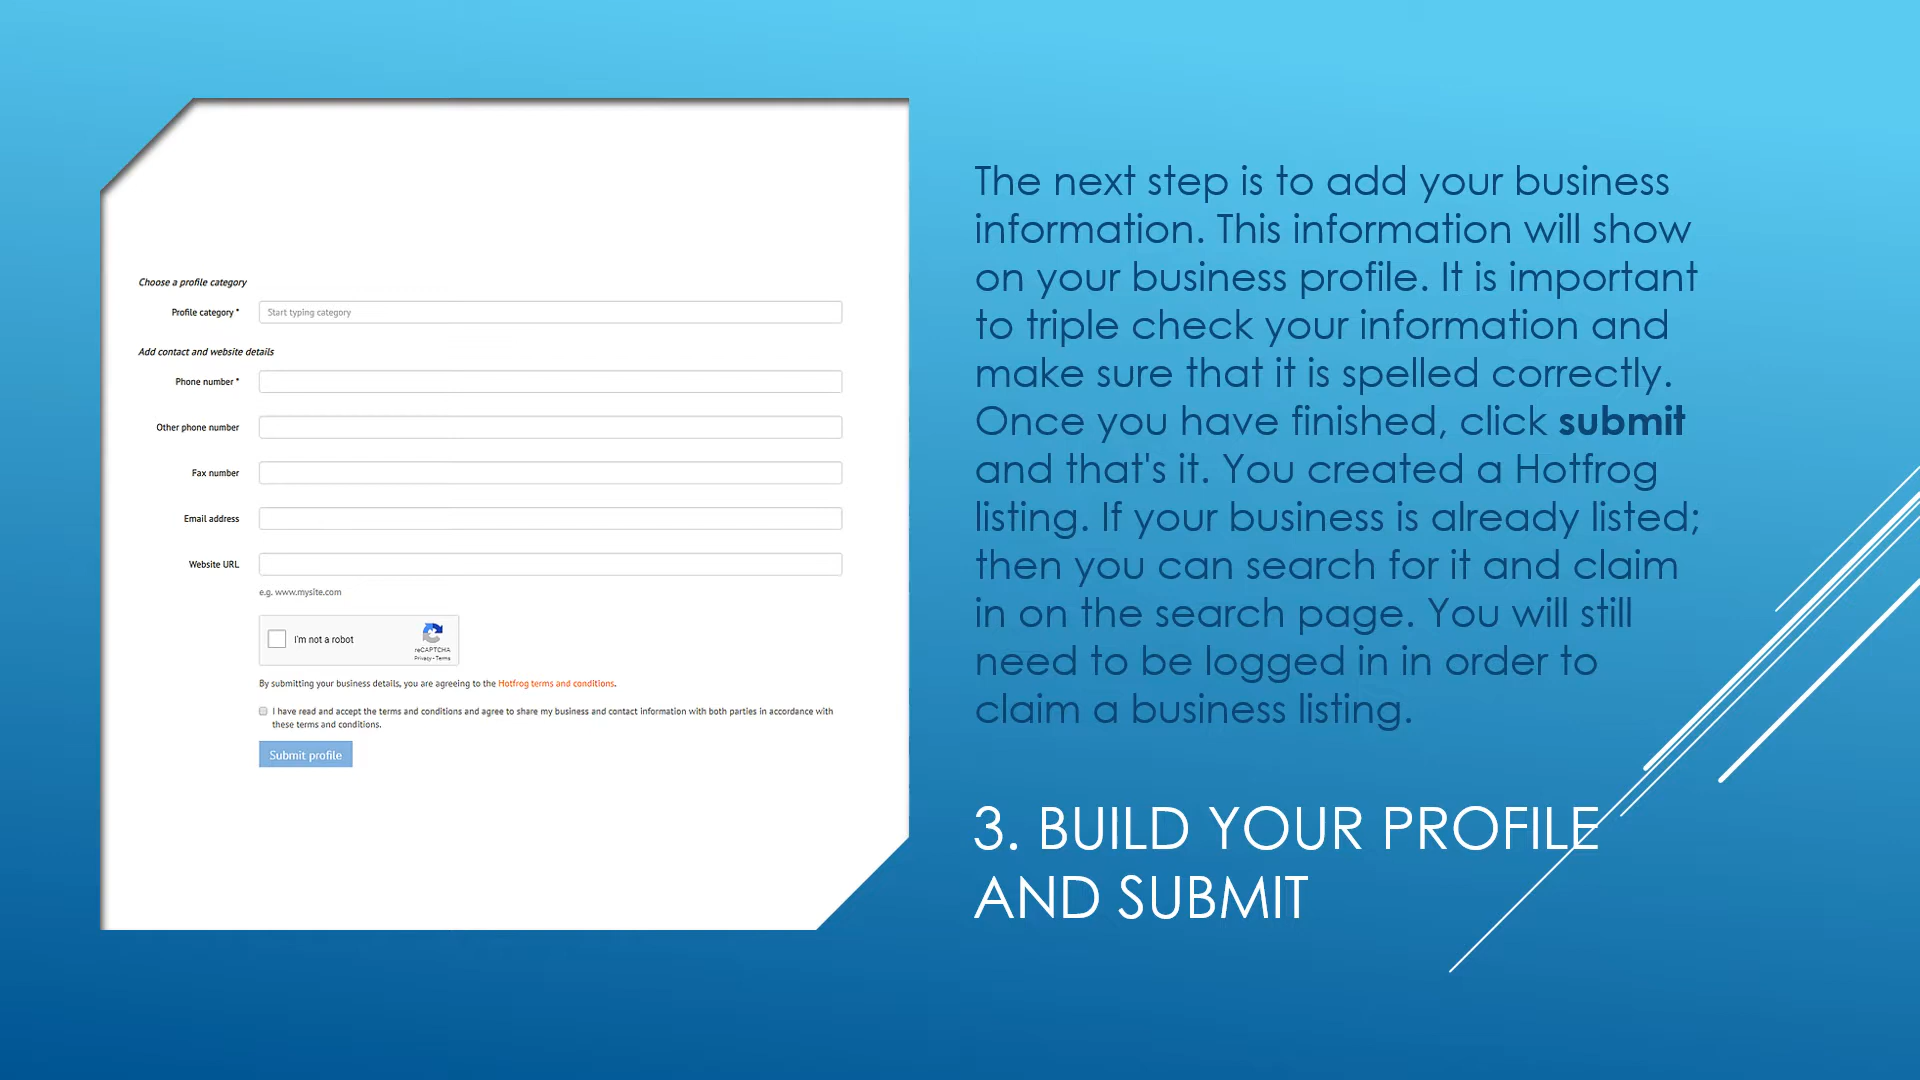 Choose a profile category
Profile category *
Start typing category
Add contact and website details
Phone number *
Other phone number
Fax number
Email address
Website URL
e.g. www.mysite.com
I'm not a robot
reCAPTCHA
Privacy - Terms
By submitting your business details, you are agreeing to the Hotfrog terms and conditions.
I have read and accept the terms and conditions and agree to share my business and contact information with both parties in accordance with
these terms and conditions.
Submit profile
The next step is to add your business
information. This information will show
on your business profile. It is important
to triple check your information and
make sure that it is spelled correctly.
Once you have finished, click submit
and that's it. You created a Hotfrog
listing. If your business is already listed;
then you can search for it and claim
in on the search page. You will still
need to be logged in in order to
claim a business listing.
3. BUILD YOUR PROFILE
AND SUBMIT